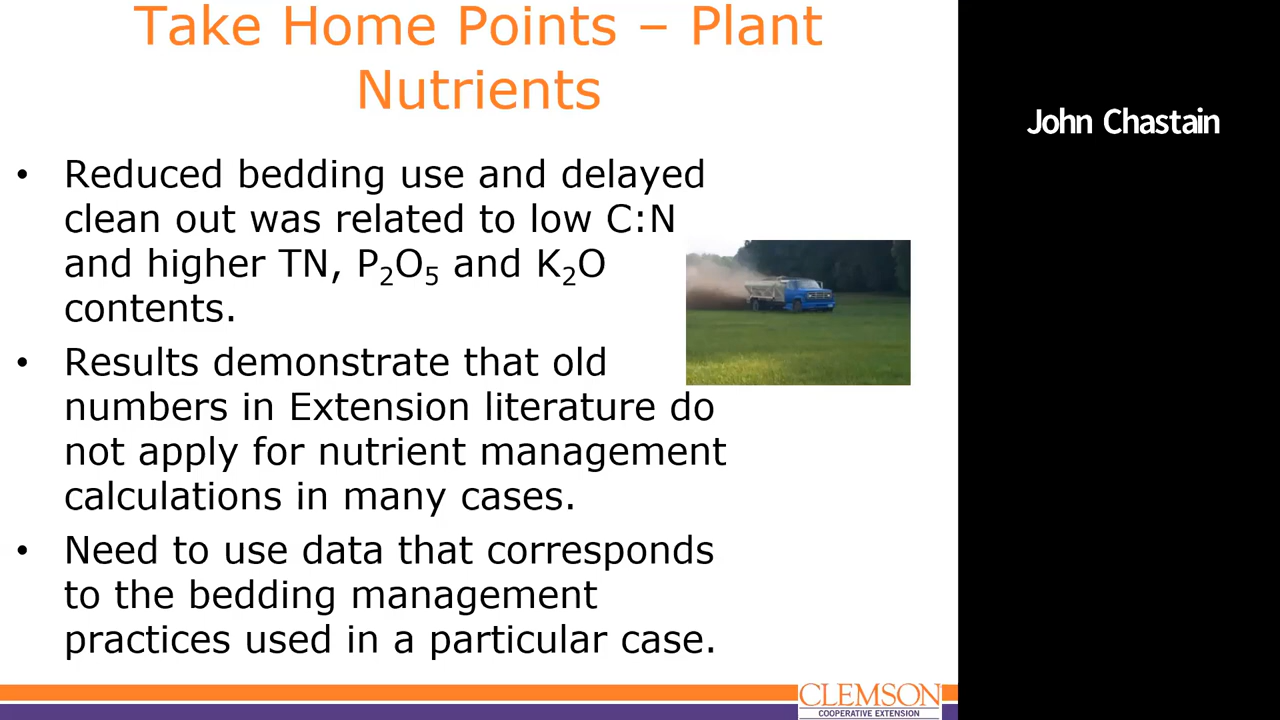 Take Home Points – Plant
Nutrients
• Reduced bedding use and delayed
clean out was related to low C:N
and higher TN, P₂O₅ and K₂O
contents.
• Results demonstrate that old
numbers in Extension literature do
not apply for nutrient management
calculations in many cases.
• Need to use data that corresponds
to the bedding management
practices used in a particular case.
CLEMSON
COOPERATIVE EXTENSION
John Chastain